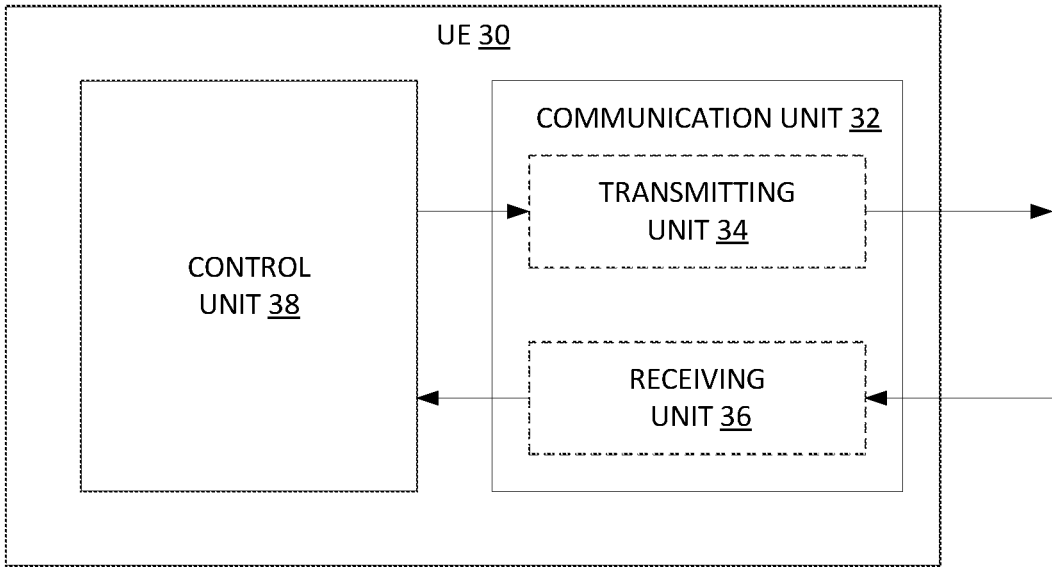 UE 30
COMMUNICATION UNIT 32
TRANSMITTING
UNIT 34
CONTROL
UNIT 38
RECEIVING
UNIT 36